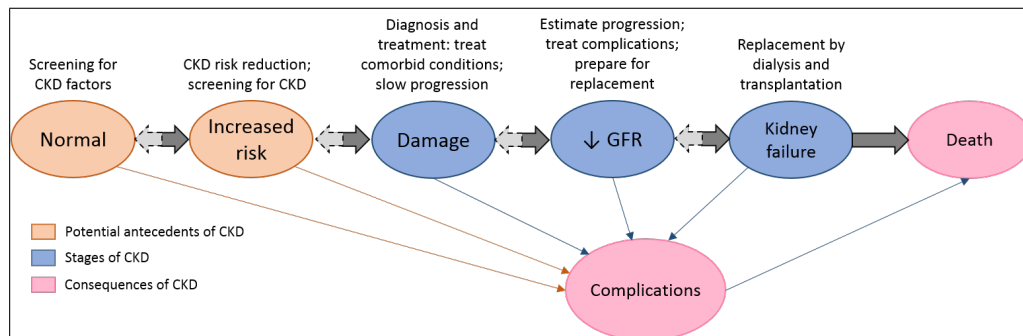 Screening for
CKD factors
CKD risk reduction;
screening for CKD
Diagnosis and
treatment: treat
comorbid conditions;
slow progression
Estimate progression;
treat complications;
prepare for
replacement
Replacement by
dialysis and
transplantation
Normal
Increased
risk
Damage
↓ GFR
Kidney
failure
Death
Potential antecedents of CKD
Stages of CKD
Consequences of CKD
Complications